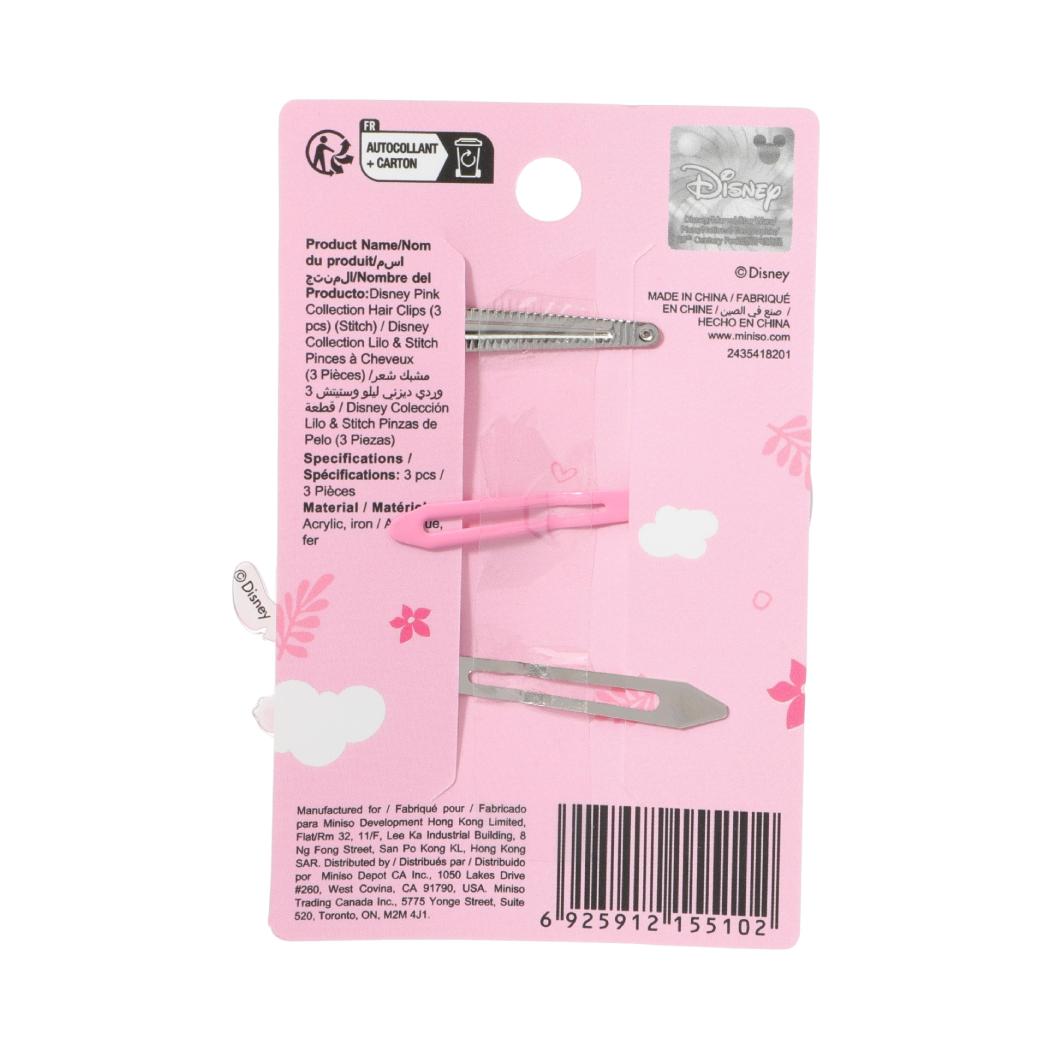 FR
AUTOCOLLANT
+ CARTON
Disney
©Disney
MADE IN CHINA / FABRIQUÉ
EN CHINE / صنع في الصين /
HECHO EN CHINA
www.miniso.com
2435418201
Product Name/Nom
du produit/اسم
المنتج/Nombre del
Producto:Disney Pink
Collection Hair Clips (3
pcs) (Stitch) / Disney
Collection Lilo & Stitch
Pinces à Cheveux
(3 Pièces) /مشبك شعر
وردي ديزني ليلو وستيتش 3
قطعة / Disney Colección
Lilo & Stitch Pinzas de
Pelo (3 Piezas)
Specifications /
Spécifications: 3 pcs /
3 Pièces
Material /
Acrylic, iron /
fer
©Disney
Manufactured for / Fabriqué pour / Fabricado
para Miniso Development Hong Kong Limited,
Flat/Rm 32, 11/F, Lee Ka Industrial Building, 8
Ng Fong Street, San Po Kong KL, Hong Kong
SAR. Distributed by / Distribués par / Distribuido
por Miniso Depot CA Inc., 1050 Lakes Drive
#260, West Covina, CA 91790, USA. Miniso
Trading Canada Inc., 5775 Yonge Street, Suite
520, Toronto, ON, M2M 4J1.
6 925912 155102